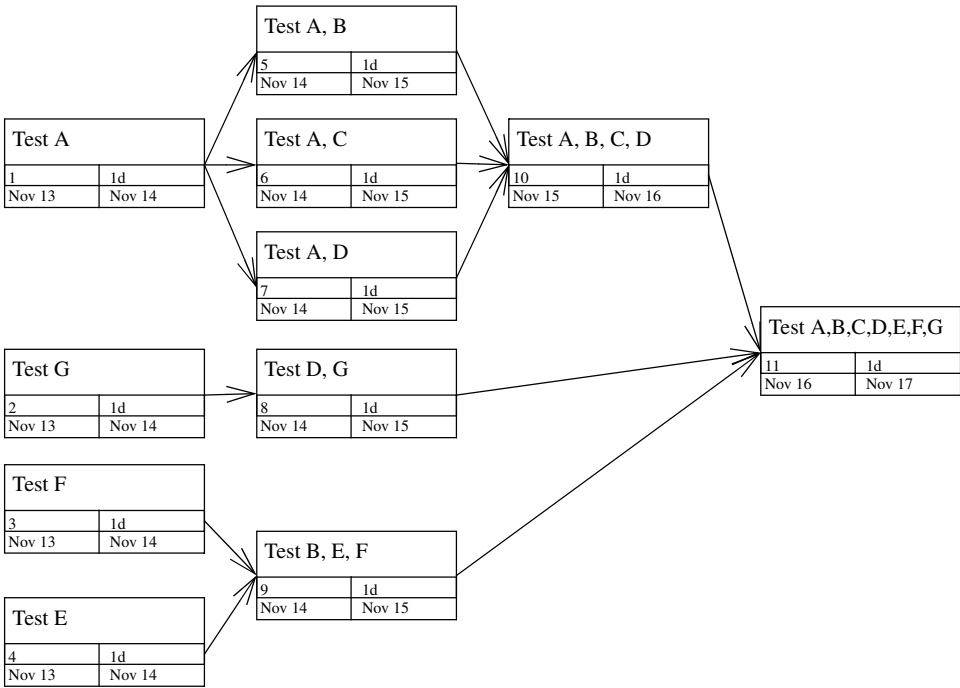 Test A, B
5 1d
Nov 14 Nov 15
Test A
1 1d
Nov 13 Nov 14
Test A, C
6 1d
Nov 14 Nov 15
Test A, B, C, D
10 1d
Nov 15 Nov 16
Test A, D
7 1d
Nov 14 Nov 15
Test A,B,C,D,E,F,G
11 1d
Nov 16 Nov 17
Test G
2 1d
Nov 13 Nov 14
Test D, G
8 1d
Nov 14 Nov 15
Test F
3 1d
Nov 13 Nov 14
Test B, E, F
9 1d
Nov 14 Nov 15
Test E
4 1d
Nov 13 Nov 14